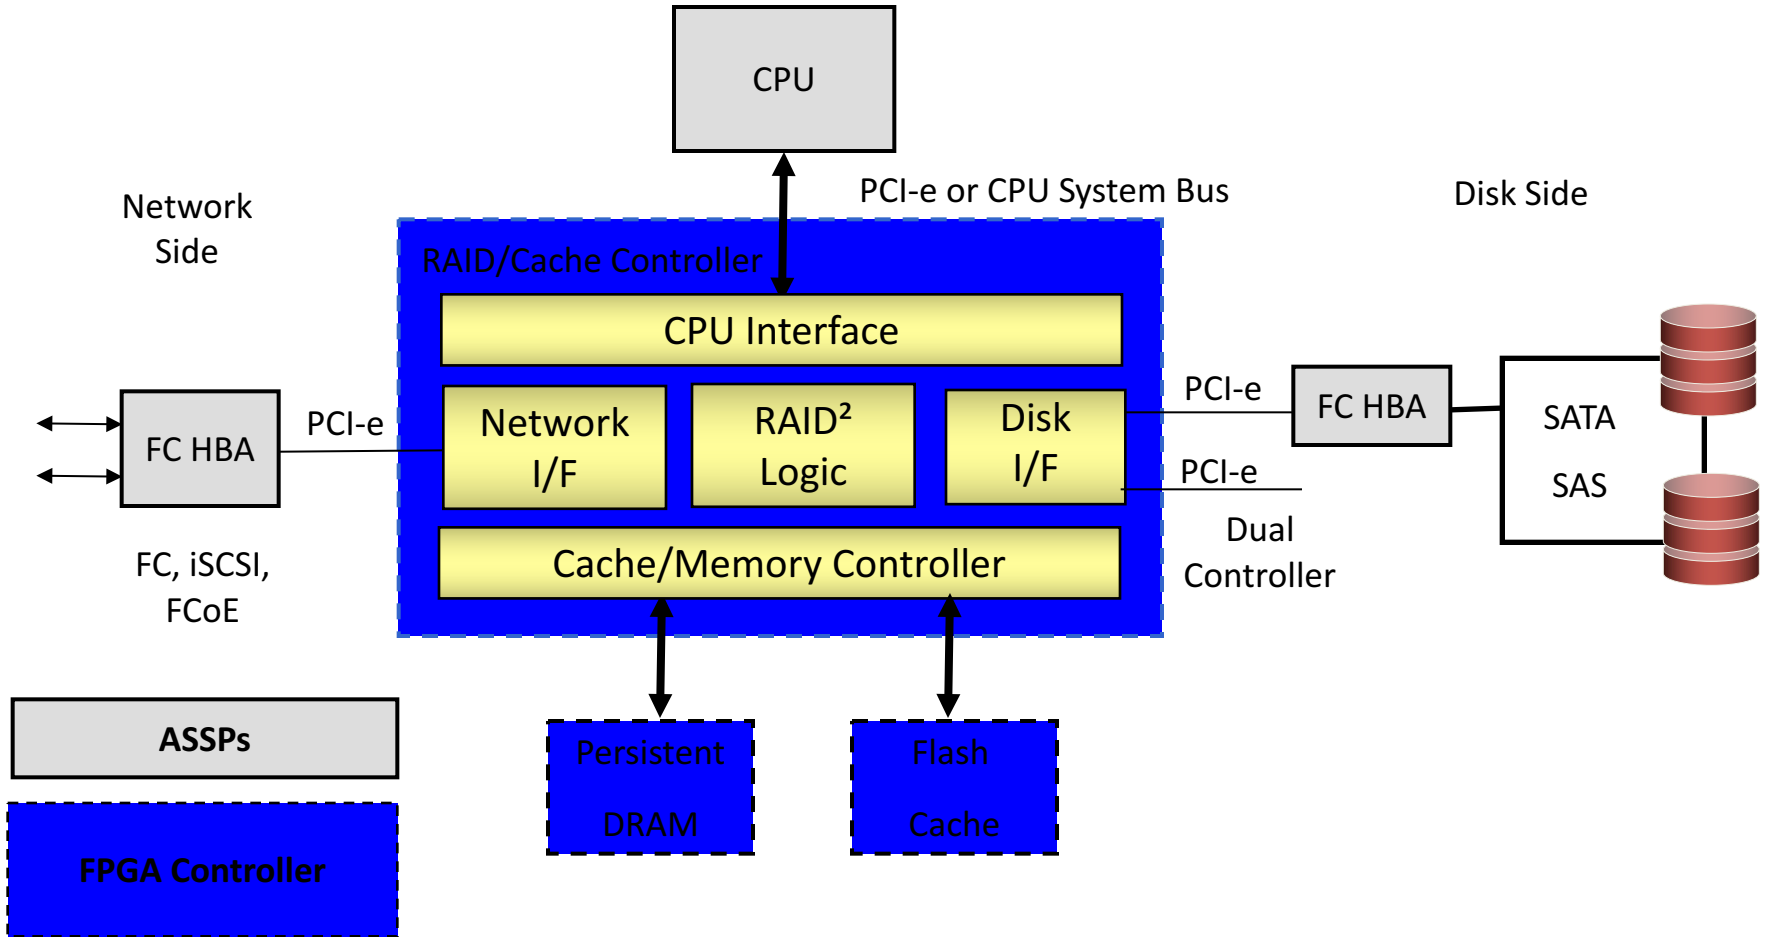 CPU
PCI-e or CPU System Bus
Network
Side
Disk Side
RAID/Cache Controller
CPU Interface
PCI-e
Network
I/F
RAID²
Logic
Disk
I/F
PCI-e
PCI-e
FC HBA
FC HBA
SATA
SAS
Dual
Controller
Cache/Memory Controller
FC, iSCSI,
FCoE
Persistent
DRAM
Flash
Cache
ASSPs
FPGA Controller